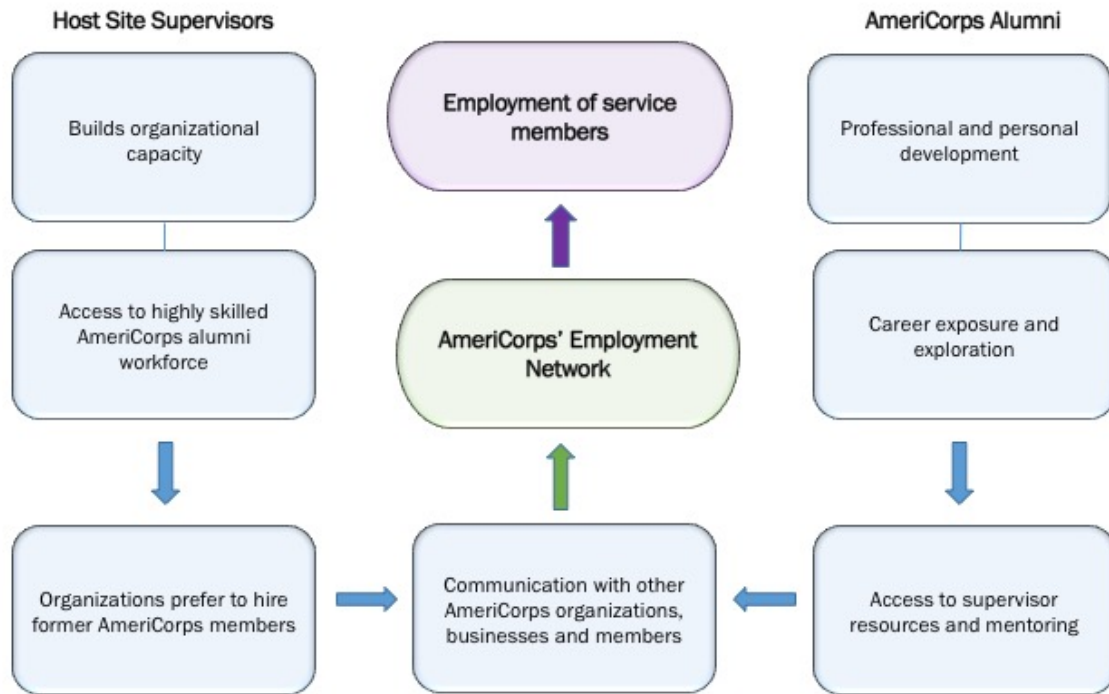 Host Site Supervisors
AmeriCorps Alumni
Builds organizational
capacity
Employment of service
members
Professional and personal
development
Access to highly skilled
AmeriCorps alumni
workforce
AmeriCorps’ Employment
Network
Career exposure and
exploration
Organizations prefer to hire
former AmeriCorps members
Communication with other
AmeriCorps organizations,
businesses and members
Access to supervisor
resources and mentoring